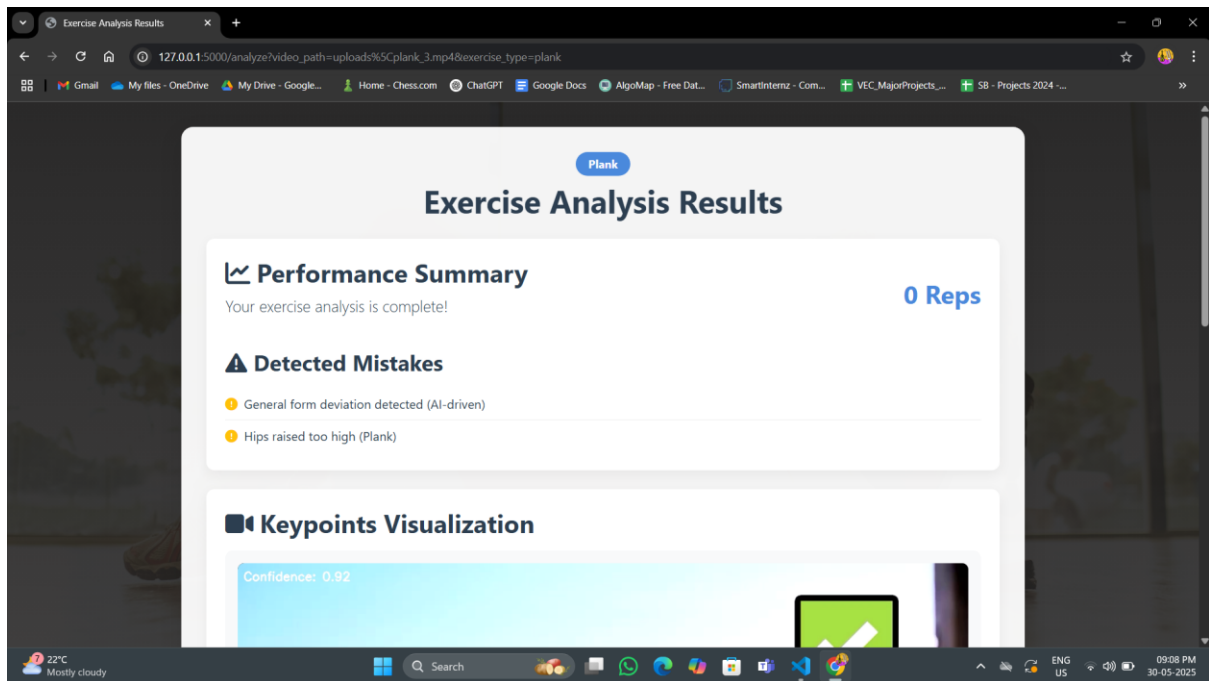 Exercise Analysis Results
127.0.0.1:5000/analyze?video_path=uploads%5Cplank_3.mp4&exercise_type=plank
Gmail My files - OneDrive My Drive - Google... Home - Chess.com ChatGPT Google Docs AlgoMap - Free Dat... SmartInternz - Com... VEC_MajorProjects_... SB - Projects 2024 -...
Plank
Exercise Analysis Results
Performance Summary
Your exercise analysis is complete!
0 Reps
Detected Mistakes
General form deviation detected (AI-driven)
Hips raised too high (Plank)
Keypoints Visualization
Confidence: 0.92
7 22°C
Mostly cloudy
Search
ENG
US
09:08 PM
30-05-2025